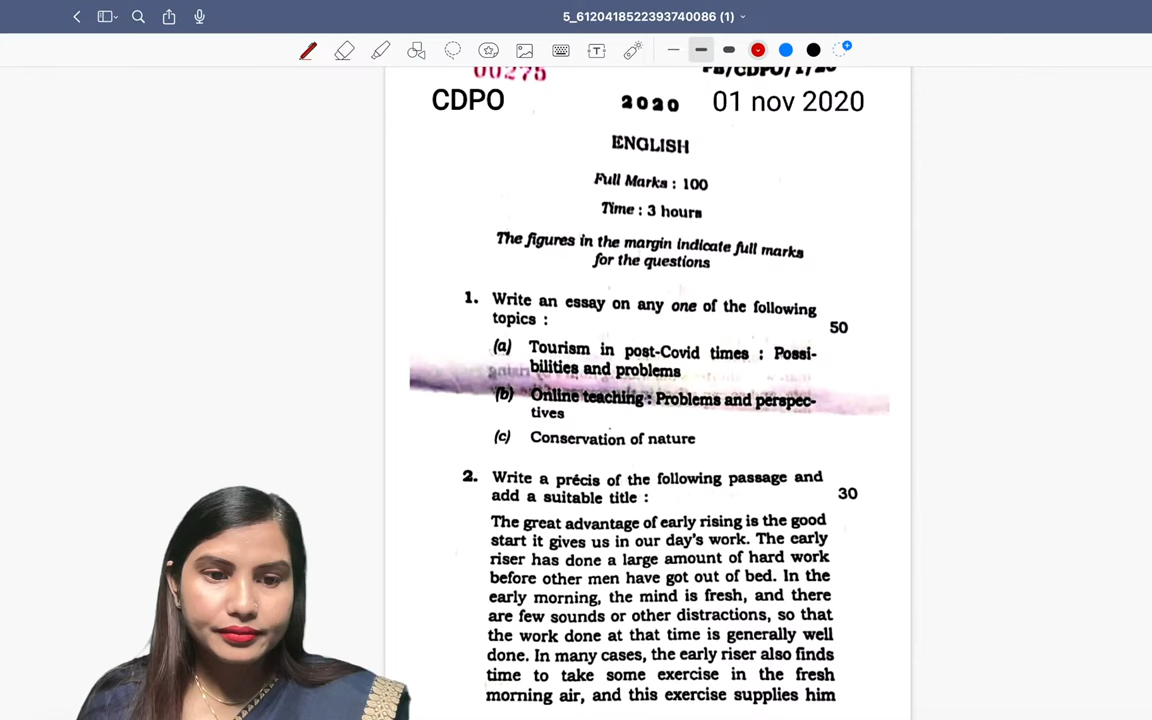 5_6120418522393740086 (1)
00275
CDPO
2020
01 nov 2020
ENGLISH
Full Marks : 100
Time : 3 hours
The figures in the margin indicate full marks
for the questions
1. Write an essay on any one of the following
topics :
50
(a) Tourism in post-Covid times : Possi-
bilities and problems
(b) Online teaching : Problems and perspec-
tives
(c) Conservation of nature
2. Write a précis of the following passage and
add a suitable title :
30
The great advantage of early rising is the good
start it gives us in our day's work. The early
riser has done a large amount of hard work
before other men have got out of bed. In the
early morning, the mind is fresh, and there
are few sounds or other distractions, so that
the work done at that time is generally well
done. In many cases, the early riser also finds
time to take some exercise in the fresh
morning air, and this exercise supplies him